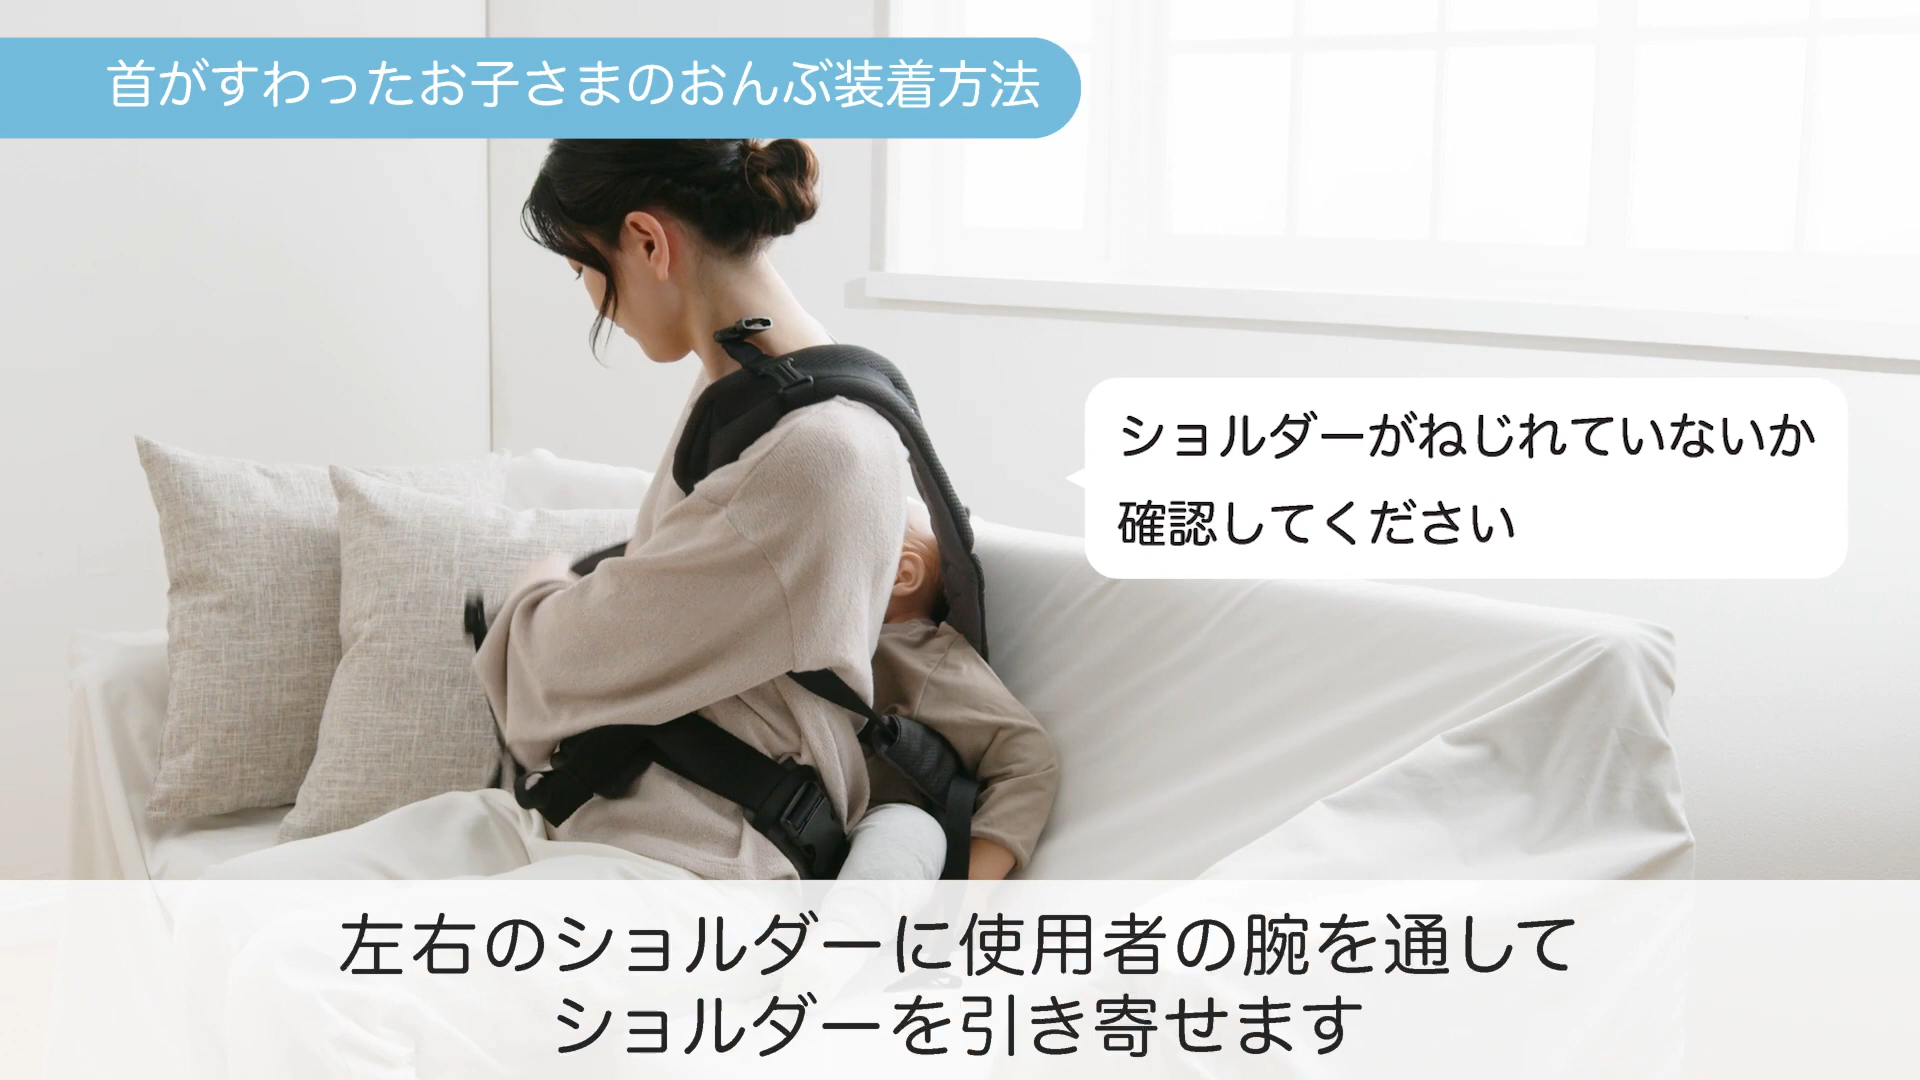 首がすわったお子さまのおんぶ装着方法
ショルダーがねじれていないか
確認してください
左右のショルダーに使用者の腕を通して
ショルダーを引き寄せます